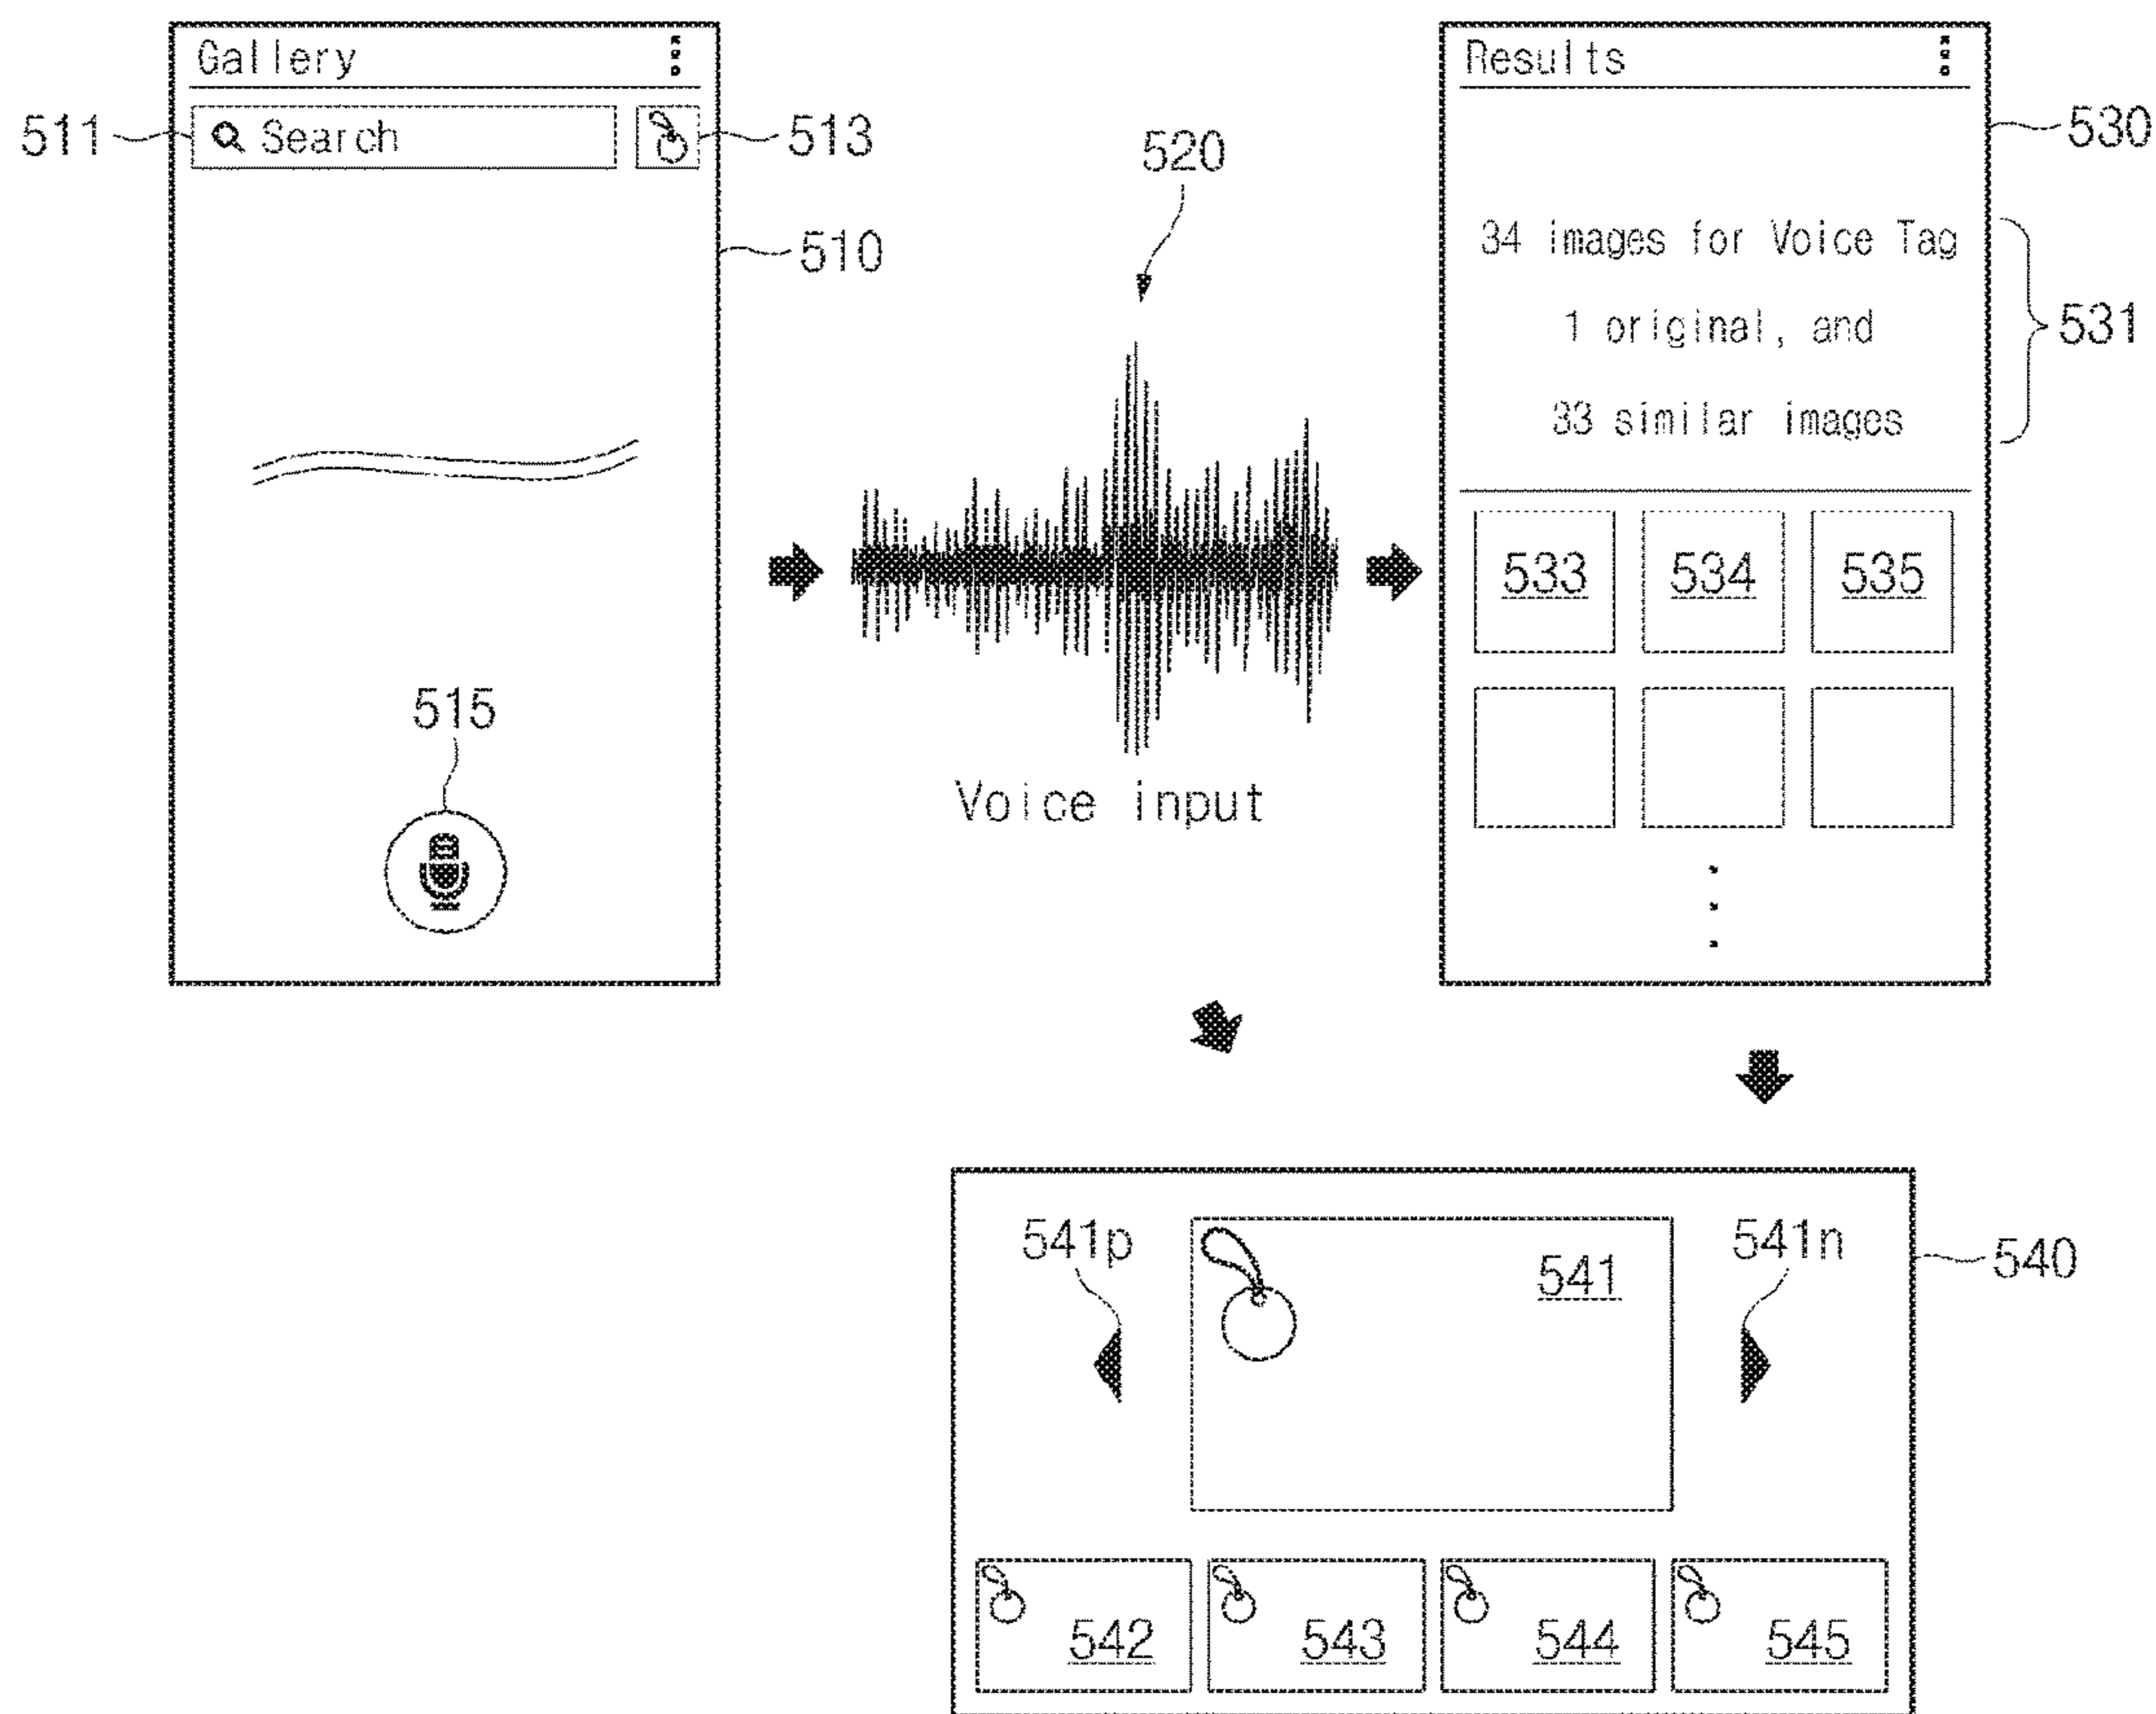 Gallery
511
Search
513
510
515
520
Voice input
Results
530
34 images for Voice Tag
1 original, and
33 similar images
531
533 534 535
541p
541
541n
540
542 543 544 545